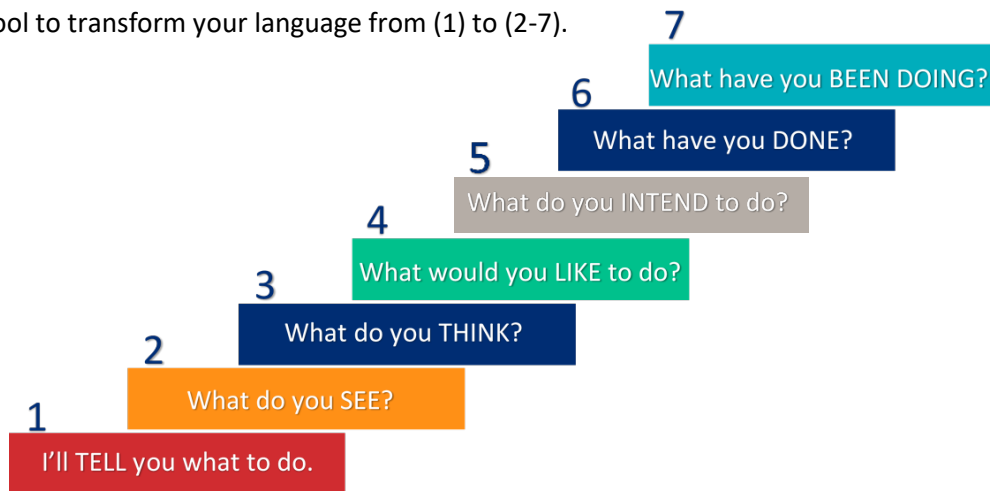 to transform your language from (1) to (2-7).
7
What have you BEEN DOING?
6
What have you DONE?
5
What do you INTEND to do?
4
What would you LIKE to do?
3
What do you THINK?
2
What do you SEE?
1
I'll TELL you what to do.